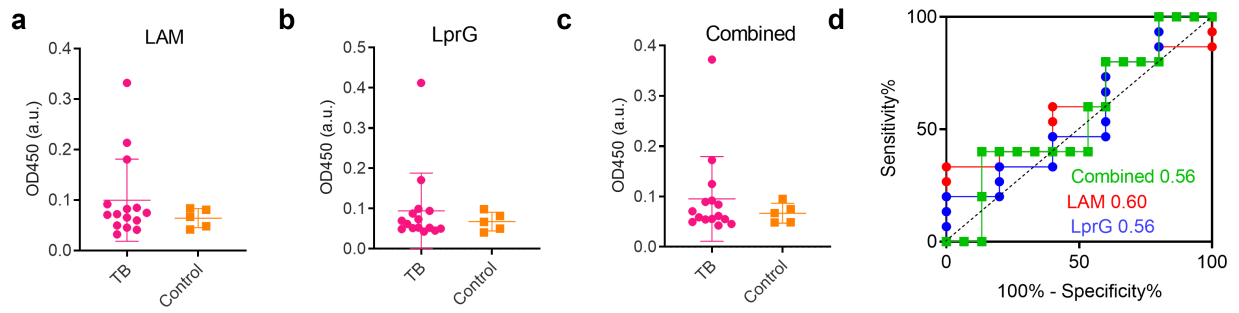 a
LAM
OD450 (a.u.)
0.4
0.3
0.2
0.1
0.0
TB
Control
b
LprG
OD450 (a.u.)
0.5
0.4
0.3
0.2
0.1
0.0
TB
Control
c
Combined
OD450 (a.u.)
0.4
0.3
0.2
0.1
0.0
TB
Control
d
Sensitivity%
100
50
0
Combined 0.56
LAM 0.60
LprG 0.56
0
50
100
100% - Specificity%